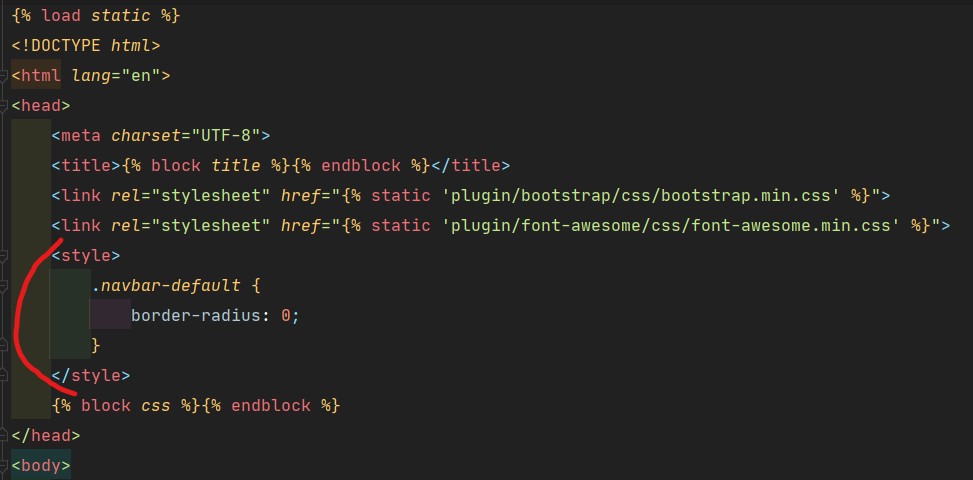 {% load static %}
<!DOCTYPE html>
<html lang="en">
<head>
    <meta charset="UTF-8">
    <title>{% block title %}{% endblock %}</title>
    <link rel="stylesheet" href="{% static 'plugin/bootstrap/css/bootstrap.min.css' %}">
    <link rel="stylesheet" href="{% static 'plugin/font-awesome/css/font-awesome.min.css' %}">
    <style>
        .navbar-default {
            border-radius: 0;
        }
    </style>
    {% block css %}{% endblock %}
</head>
<body>